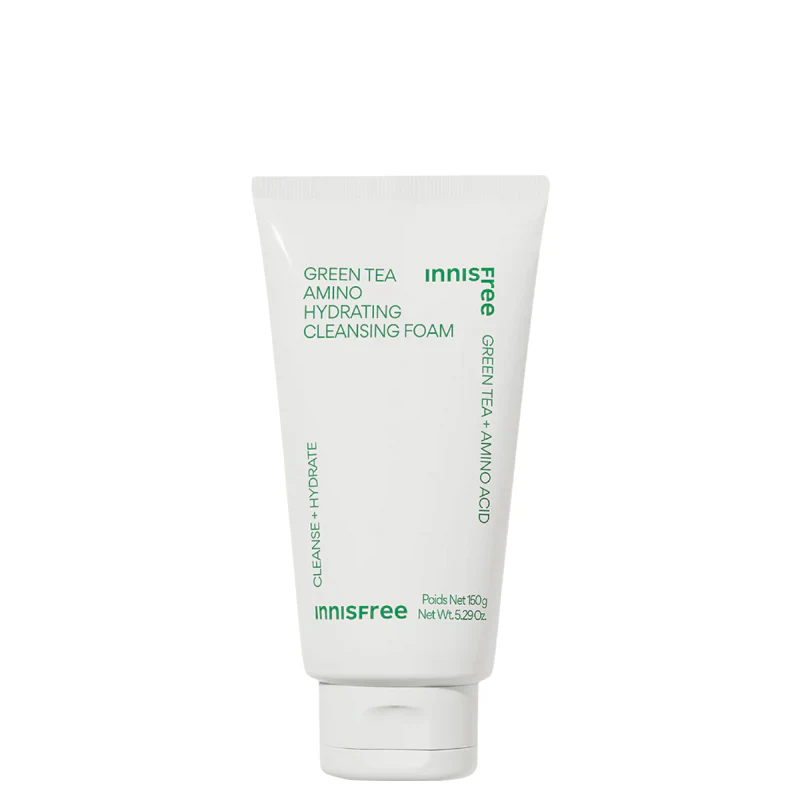 GREEN TEA
AMINO
HYDRATING
CLEANSING FOAM
INNISFree
GREEN TEA + AMINO ACID
CLEANSE + HYDRATE
INNISFree
Poids Net 150 g
Net Wt. 5.29 Oz.